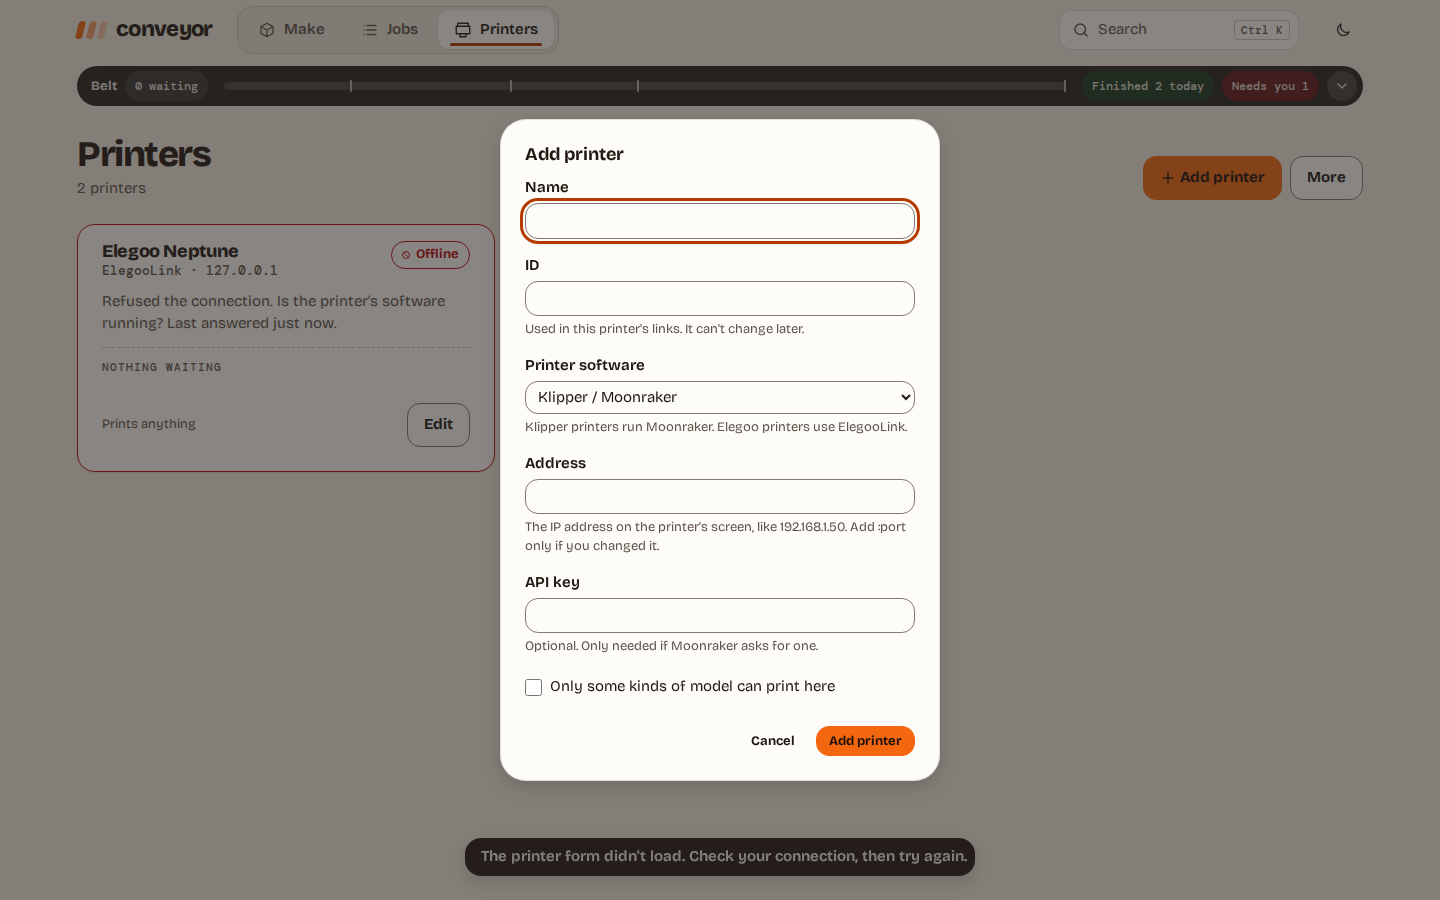 conveyor
Make
Jobs
Printers
Search
Ctrl K
Belt
0 waiting
Finished 2 today
Needs you 1
Printers
2 printers
Add printer
More
Elegoo Neptune
Offline
ElegooLink · 127.0.0.1
Refused the connection. Is the printer's software
running? Last answered just now.
NOTHING WAITING
Prints anything
Edit
Add printer
Name
ID
Used in this printer's links. It can't change later.
Printer software
Klipper / Moonraker
Klipper printers run Moonraker. Elegoo printers use ElegooLink.
Address
The IP address on the printer's screen, like 192.168.1.50. Add :port
only if you changed it.
API key
Optional. Only needed if Moonraker asks for one.
Only some kinds of model can print here
Cancel
Add printer
The printer form didn't load. Check your connection, then try again.